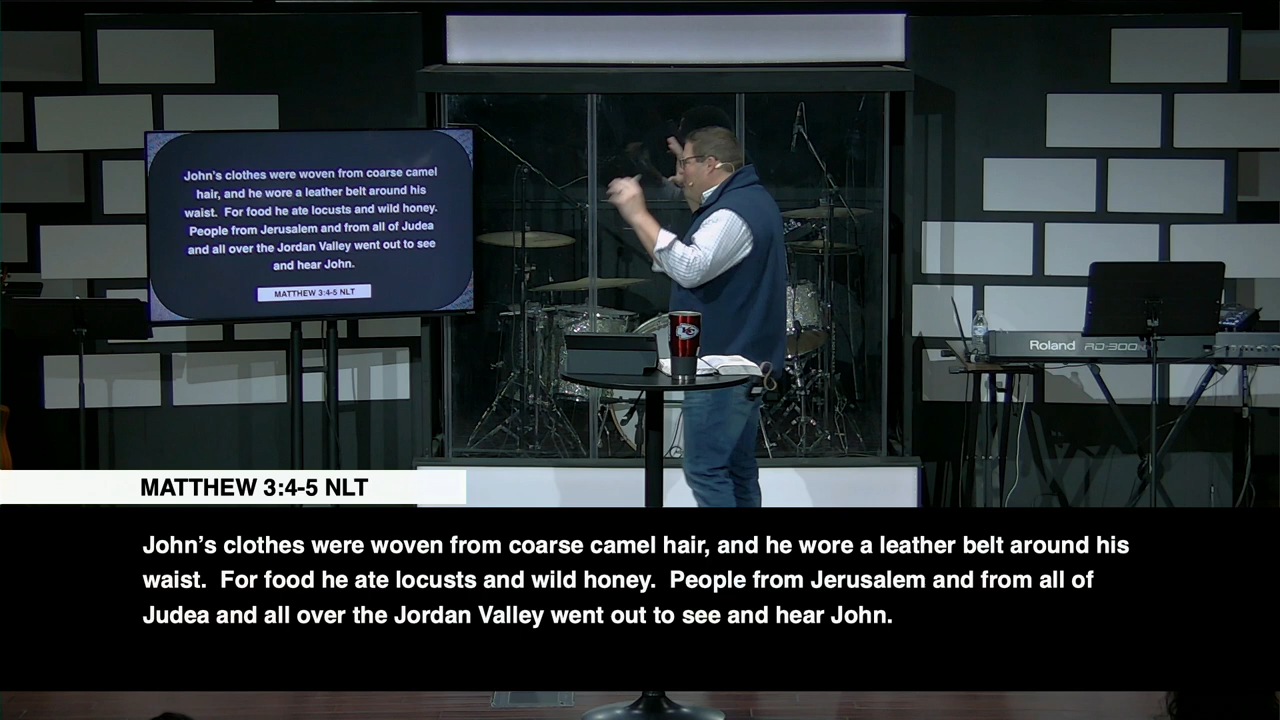 John's clothes were woven from coarse camel
hair, and he wore a leather belt around his
waist.  For food he ate locusts and wild honey.
People from Jerusalem and from all of Judea
and all over the Jordan Valley went out to see
and hear John.
MATTHEW 3:4-5 NLT
KC
Roland RD-300
MATTHEW 3:4-5 NLT
John’s clothes were woven from coarse camel hair, and he wore a leather belt around his
waist.  For food he ate locusts and wild honey.  People from Jerusalem and from all of
Judea and all over the Jordan Valley went out to see and hear John.